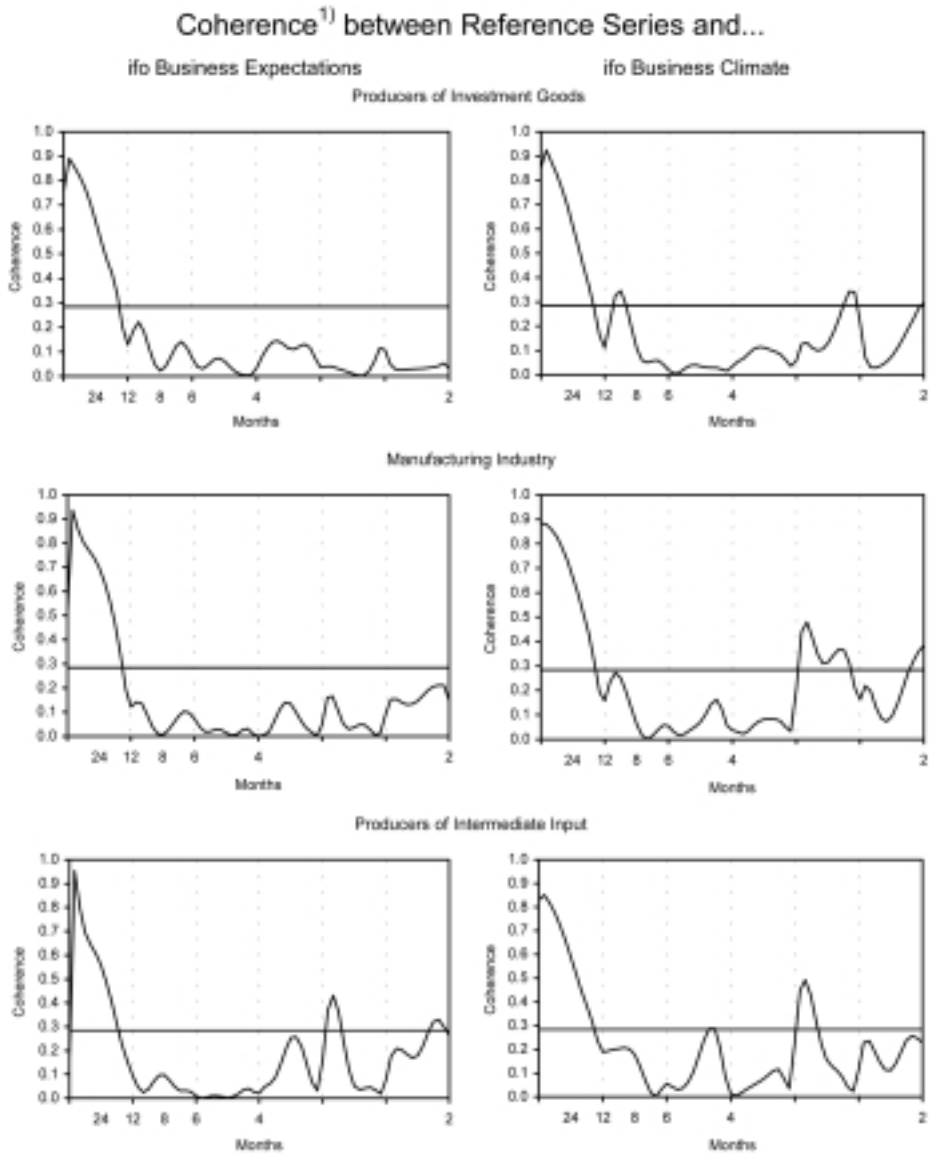 Coherence1) between Reference Series and...
ifo Business Expectations
ifo Business Climate
Producers of Investment Goods
1.0
0.9
0.8
0.7
0.6
0.5
0.4
0.3
0.2
0.1
0.0
Coherence
24 12 8 6 4 2
Months
1.0
0.9
0.8
0.7
0.6
0.5
0.4
0.3
0.2
0.1
0.0
Coherence
24 12 8 6 4 2
Months
Manufacturing Industry
1.0
0.9
0.8
0.7
0.6
0.5
0.4
0.3
0.2
0.1
0.0
Coherence
24 12 8 6 4 2
Months
1.0
0.9
0.8
0.7
0.6
0.5
0.4
0.3
0.2
0.1
0.0
Coherence
24 12 8 6 4 2
Months
Producers of Intermediate Input
1.0
0.9
0.8
0.7
0.6
0.5
0.4
0.3
0.2
0.1
0.0
Coherence
24 12 8 6 4 2
Months
1.0
0.9
0.8
0.7
0.6
0.5
0.4
0.3
0.2
0.1
0.0
Coherence
24 12 8 6 4 2
Months